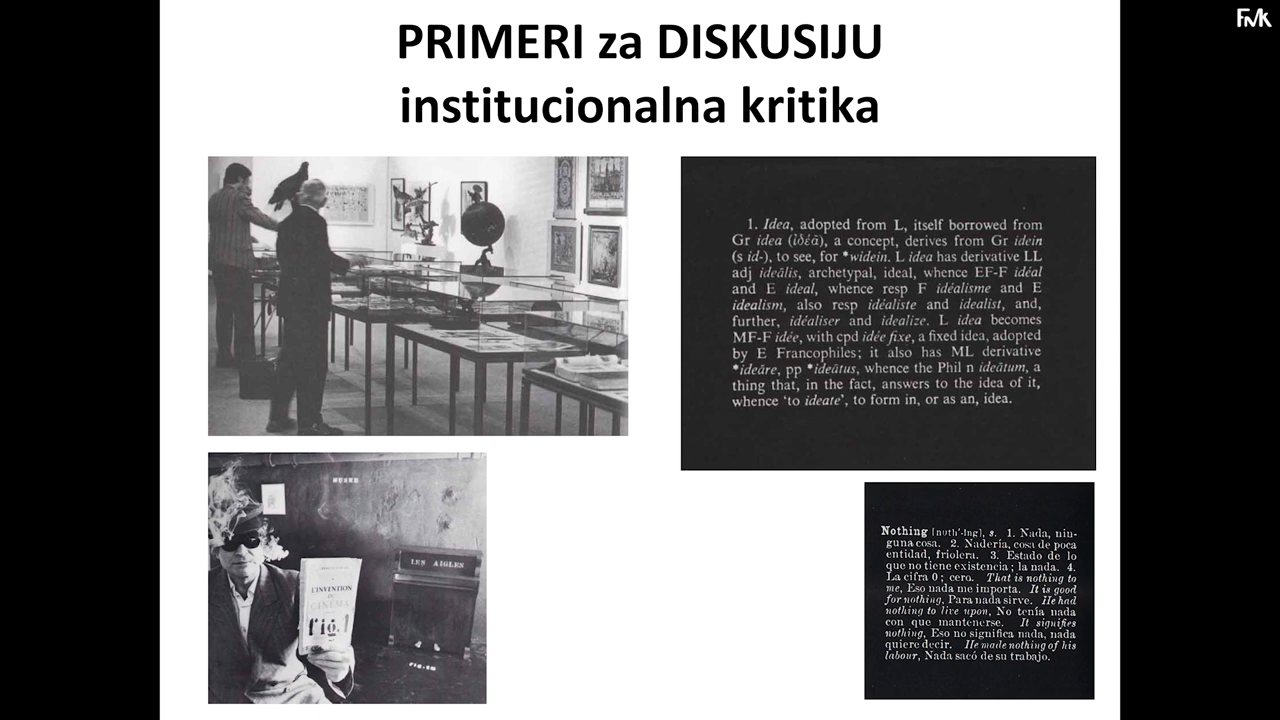 FMK
PRIMERI za DISKUSIJU
institucionalna kritika
1. Idea, adopted from L, itself borrowed from
Gr idea (ἰδέā), a concept, derives from Gr idein
(s id-), to see, for *widein. L idea has derivative LL
adj ideālis, archetypal, ideal, whence EF-F idéal
and E ideal, whence resp F idéalisme and E
idealism, also resp idéaliste and idealist, and,
further, idéaliser and idealize. L idea becomes
MF-F idée, with cpd idée fixe, a fixed idea, adopted
by E Francophiles; it also has ML derivative
*ideāre, pp *ideātus, whence the Phil n ideātum, a
thing that, in the fact, answers to the idea of it,
whence ‘to ideate’, to form in, or as an, idea.
MUSEE
LES AIGLES
L'INVENTION
DU
CINÉMA
fig.1
Nothing [nuth'-ing], s. 1. Nada, nin-
guna cosa. 2. Nadería, cosa de poca
entidad, friolera. 3. Estado de lo
que no tiene existencia; la nada. 4.
La cifra 0; cero. That is nothing to
me, Eso nada me importa. It is good
for nothing, Para nada sirve. He had
nothing to live upon, No tenía nada
con que mantenerse. It signifies
nothing, Eso no significa nada, nada
quiere decir. He made nothing of his
labour, Nada sacó de su trabajo.